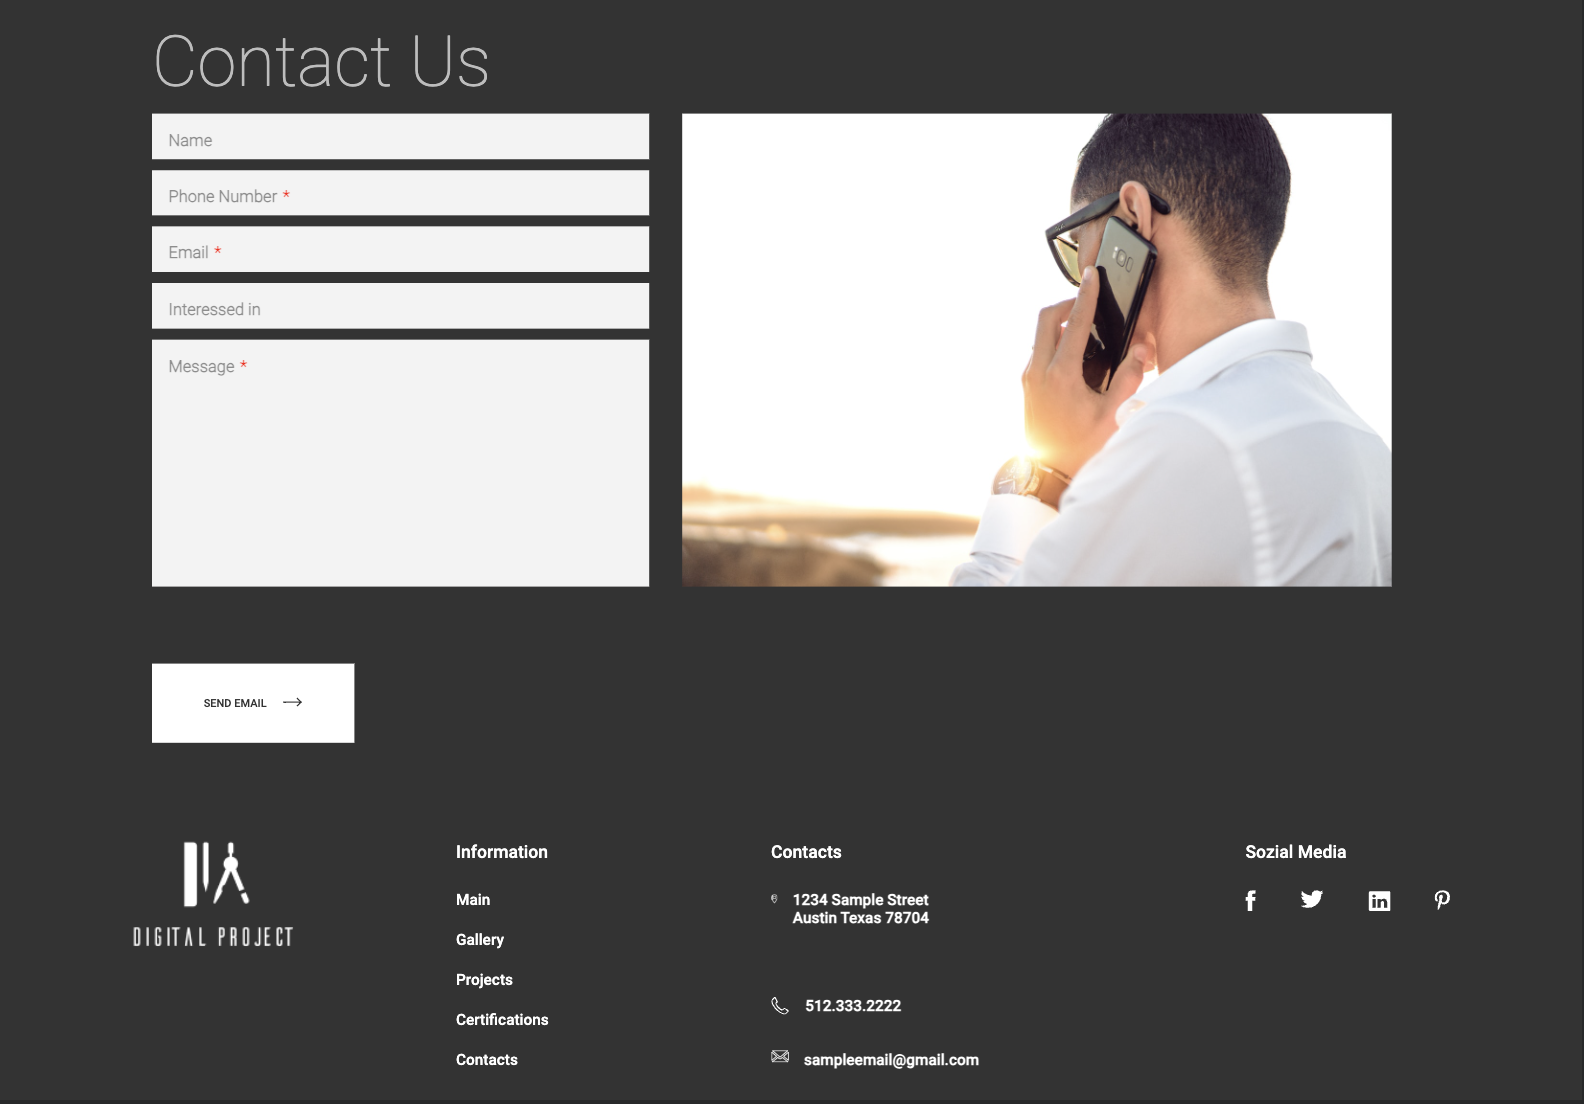 Contact Us
Name
Phone Number *
Email *
Interessed in
Message *
SEND EMAIL
DIGITAL PROJECT
Information
Main
Gallery
Projects
Certifications
Contacts
Contacts
1234 Sample Street
Austin Texas 78704
512.333.2222
sampleemail@gmail.com
Sozial Media